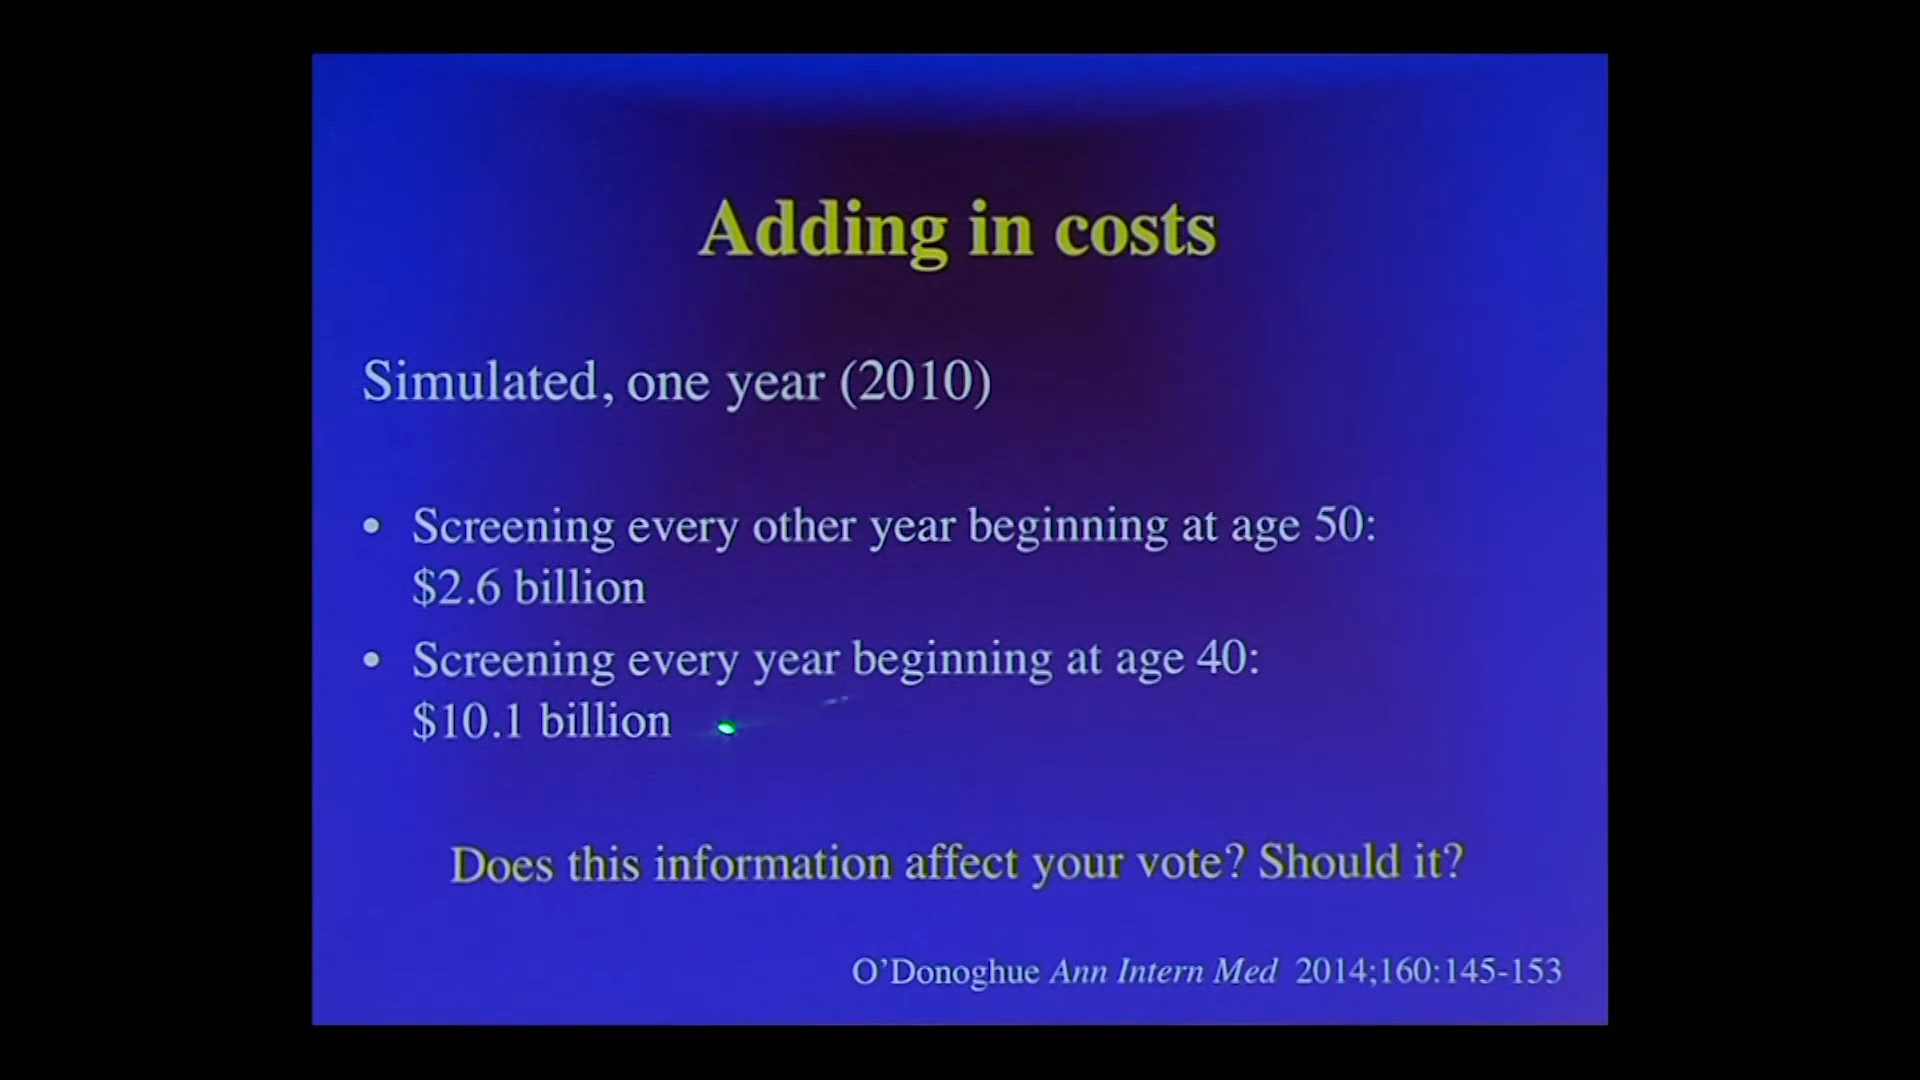 Adding in costs
Simulated, one year (2010)
• Screening every other year beginning at age 50:
$2.6 billion
• Screening every year beginning at age 40:
$10.1 billion
Does this information affect your vote? Should it?
O’Donoghue Ann Intern Med 2014;160:145-153